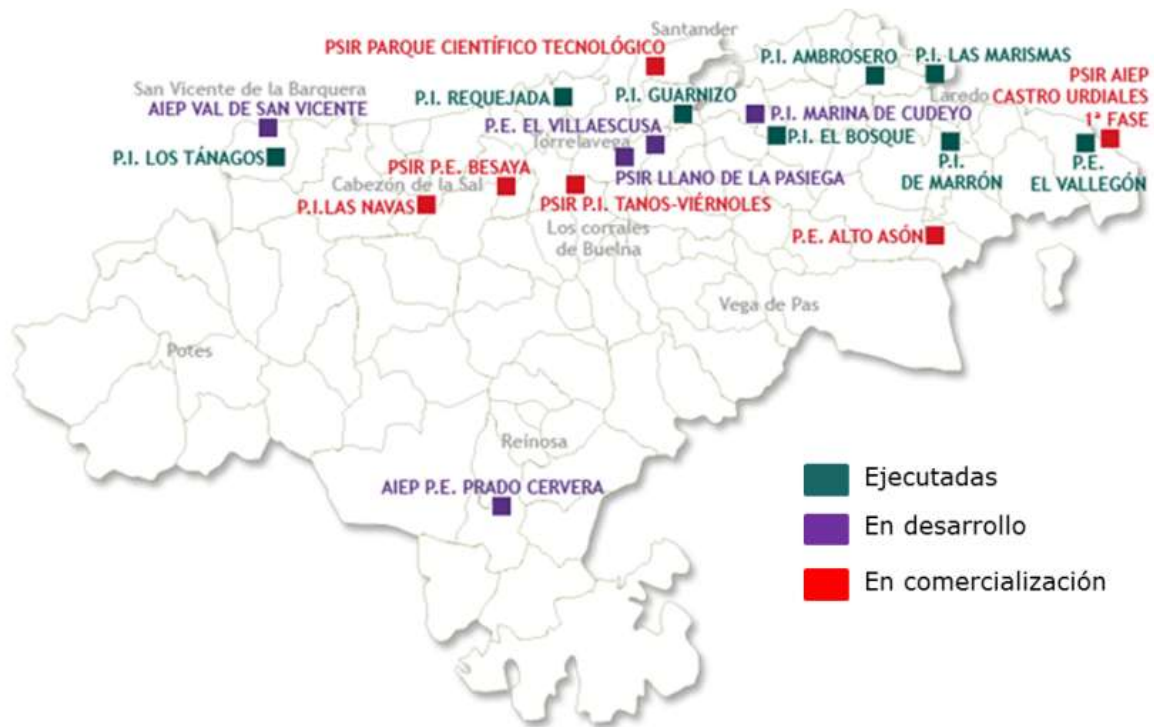 Santander
PSIR PARQUE CIENTÍFICO TECNOLÓGICO
P.I. AMBROSERO
P.I. LAS MARISMAS
PSIR AIEP
CASTRO URDIALES
1ª FASE
San Vicente de la Barquera
AIEP VAL DE SAN VICENTE
P.I. REQUEJADA
P.I. GUARNIZO
Laredo
P.I. MARINA DE CUDEYO
P.E. EL VILLAESCUSA
Torrelavega
P.I. EL BOSQUE
P.I. LOS TÁNAGOS
PSIR P.E. BESAYA
PSIR LLANO DE LA PASIEGA
P.I.
DE MARRÓN
P.E.
EL VALLEGÓN
Cabezón de la Sal
P.I.LAS NAVAS
PSIR P.I. TANOS-VIÉRNOLES
Los corrales
de Buelna
P.E. ALTO ASÓN
Vega de Pas
Potes
Reinosa
AIEP P.E. PRADO CERVERA
Ejecutadas
En desarrollo
En comercialización